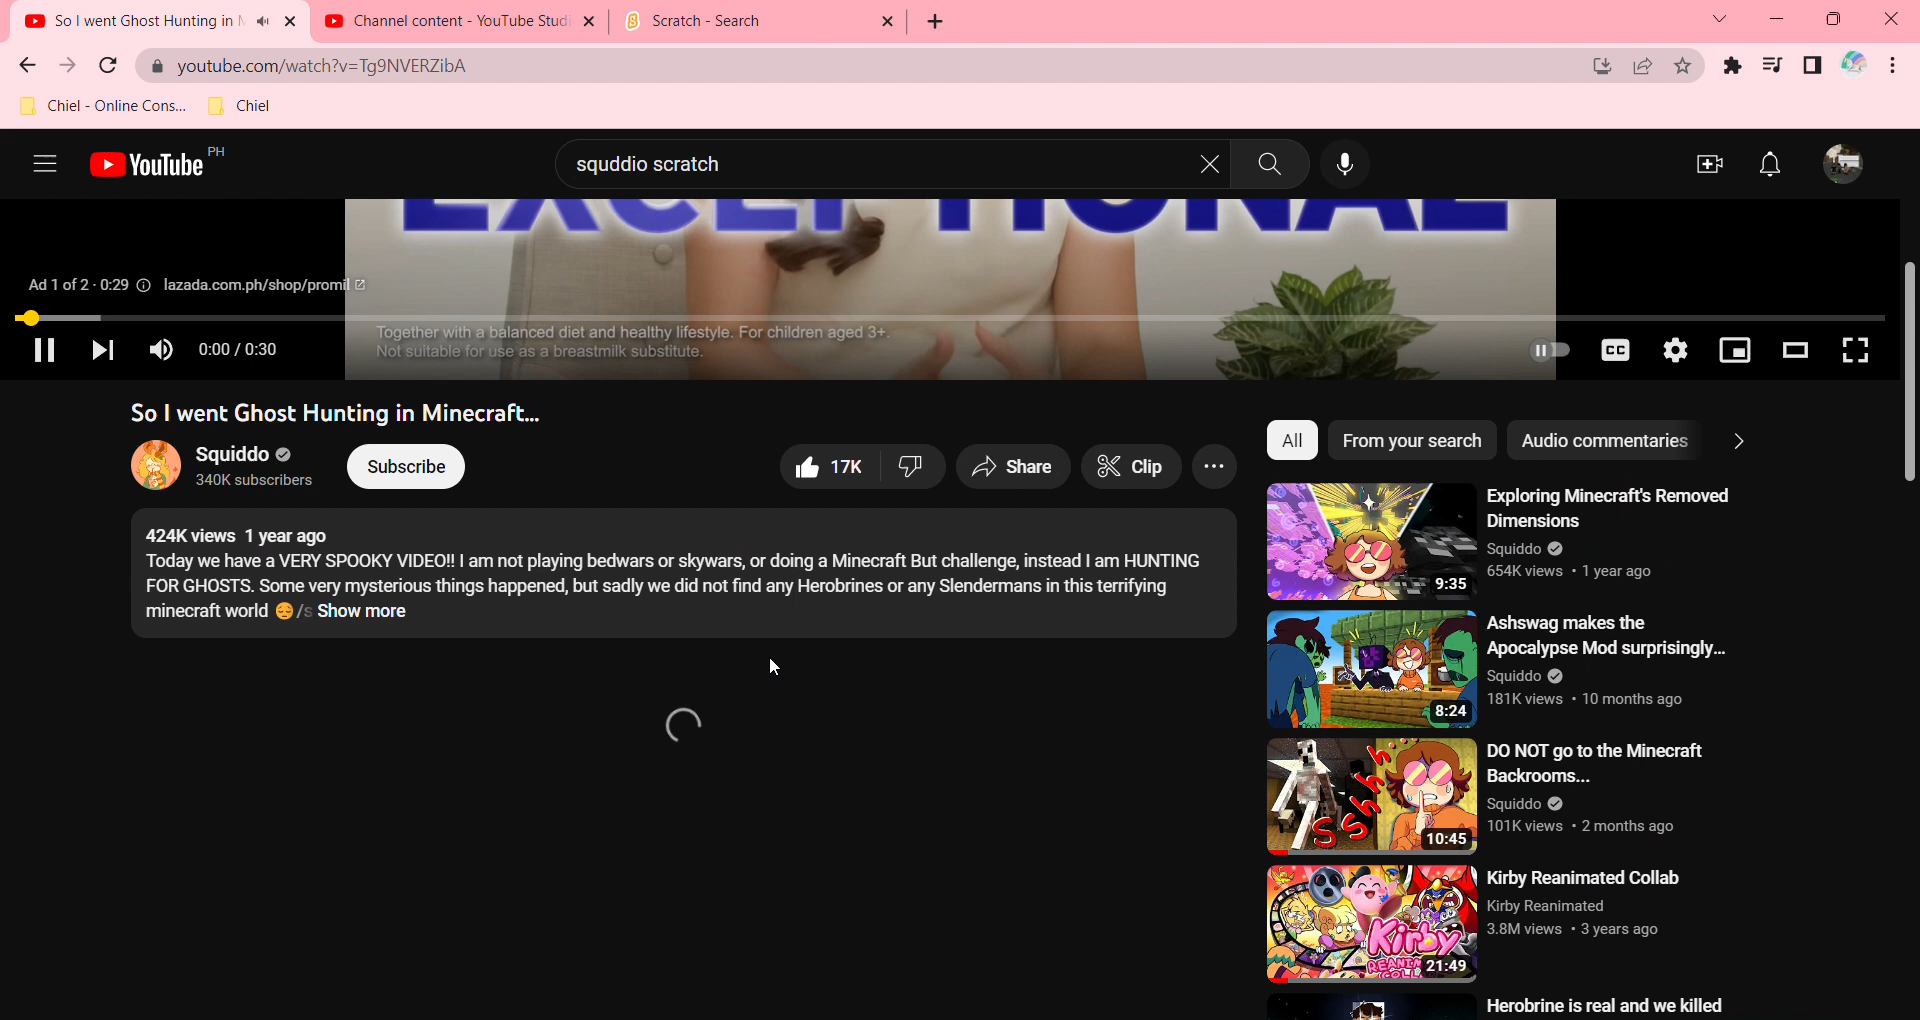 So I went Ghost Hunting in M
Channel content - YouTube Studi
Scratch - Search
youtube.com/watch?v=Tg9NVERZibA
Chiel - Online Cons...
Chiel
YouTube PH
squddio scratch
EXCEPTIONAL
Ad 1 of 2 · 0:29 lazada.com.ph/shop/promil
Together with a balanced diet and healthy lifestyle. For children aged 3+.
Not suitable for use as a breastmilk substitute.
0:00 / 0:30
CC
So I went Ghost Hunting in Minecraft...
Squiddo
340K subscribers
Subscribe
17K
Share
Clip
424K views 1 year ago
Today we have a VERY SPOOKY VIDEO!! I am not playing bedwars or skywars, or doing a Minecraft But challenge, instead I am HUNTING
FOR GHOSTS. Some very mysterious things happened, but sadly we did not find any Herobrines or any Slendermans in this terrifying
minecraft world 😔 /s Show more
All
From your search
Audio commentaries
9:35
Exploring Minecraft's Removed
Dimensions
Squiddo
654K views • 1 year ago
8:24
Ashswag makes the
Apocalypse Mod surprisingly...
Squiddo
181K views • 10 months ago
Sshhh...
10:45
DO NOT go to the Minecraft
Backrooms...
Squiddo
101K views • 2 months ago
Kirby
21:49
Kirby Reanimated Collab
Kirby Reanimated
3.8M views • 3 years ago
Herobrine is real and we killed